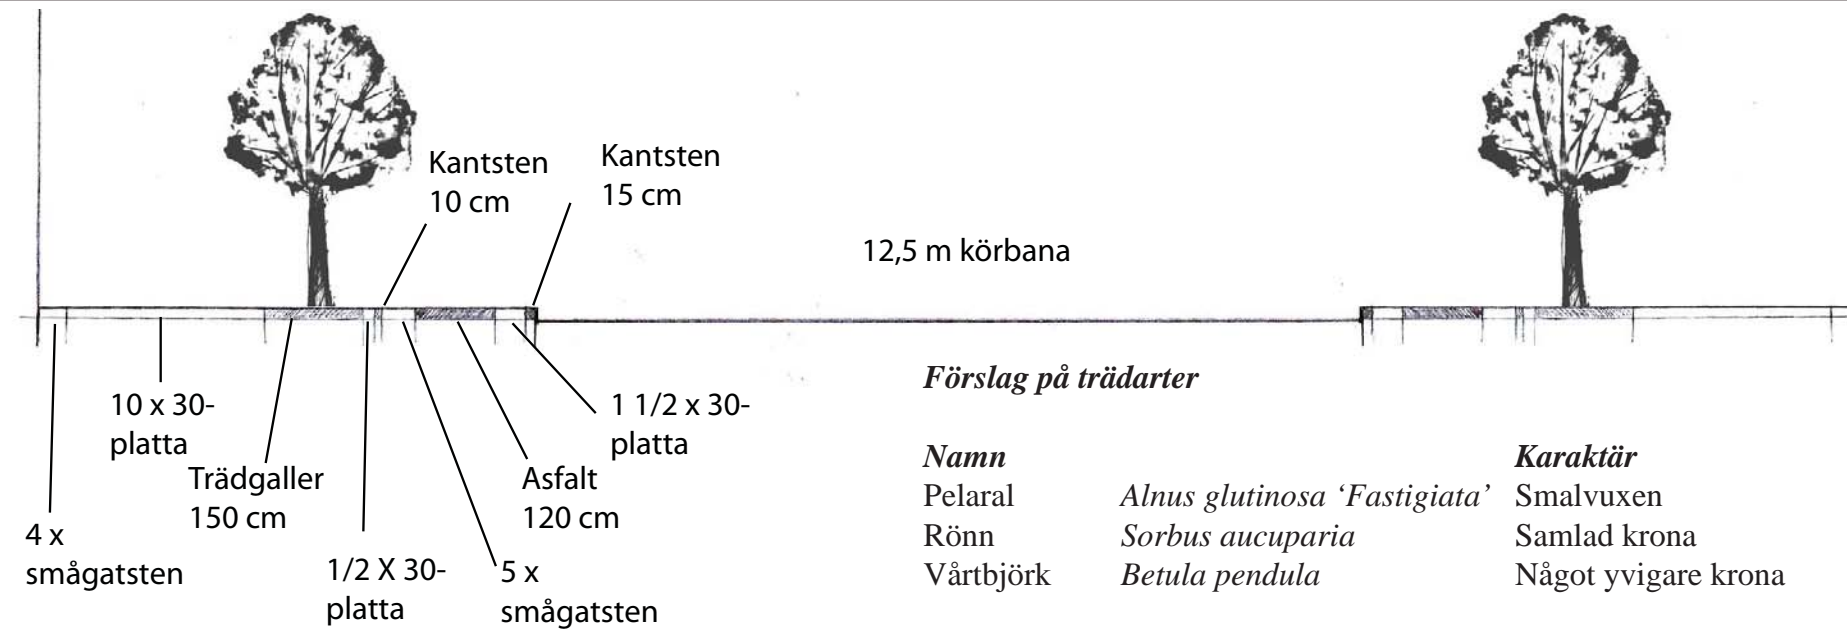 Kantsten
10 cm
Kantsten
15 cm
12,5 m körbana
10 x 30-
platta
Trädgaller
150 cm
4 x
smågatsten
1/2 X 30-
platta
5 x
smågatsten
Asfalt
120 cm
1 1/2 x 30-
platta
Förslag på trädarter
Namn Karaktär
Pelaral Alnus glutinosa ‘Fastigiata’ Smalvuxen
Rönn Sorbus aucuparia Samlad krona
Vårtbjörk Betula pendula Något yvigare krona